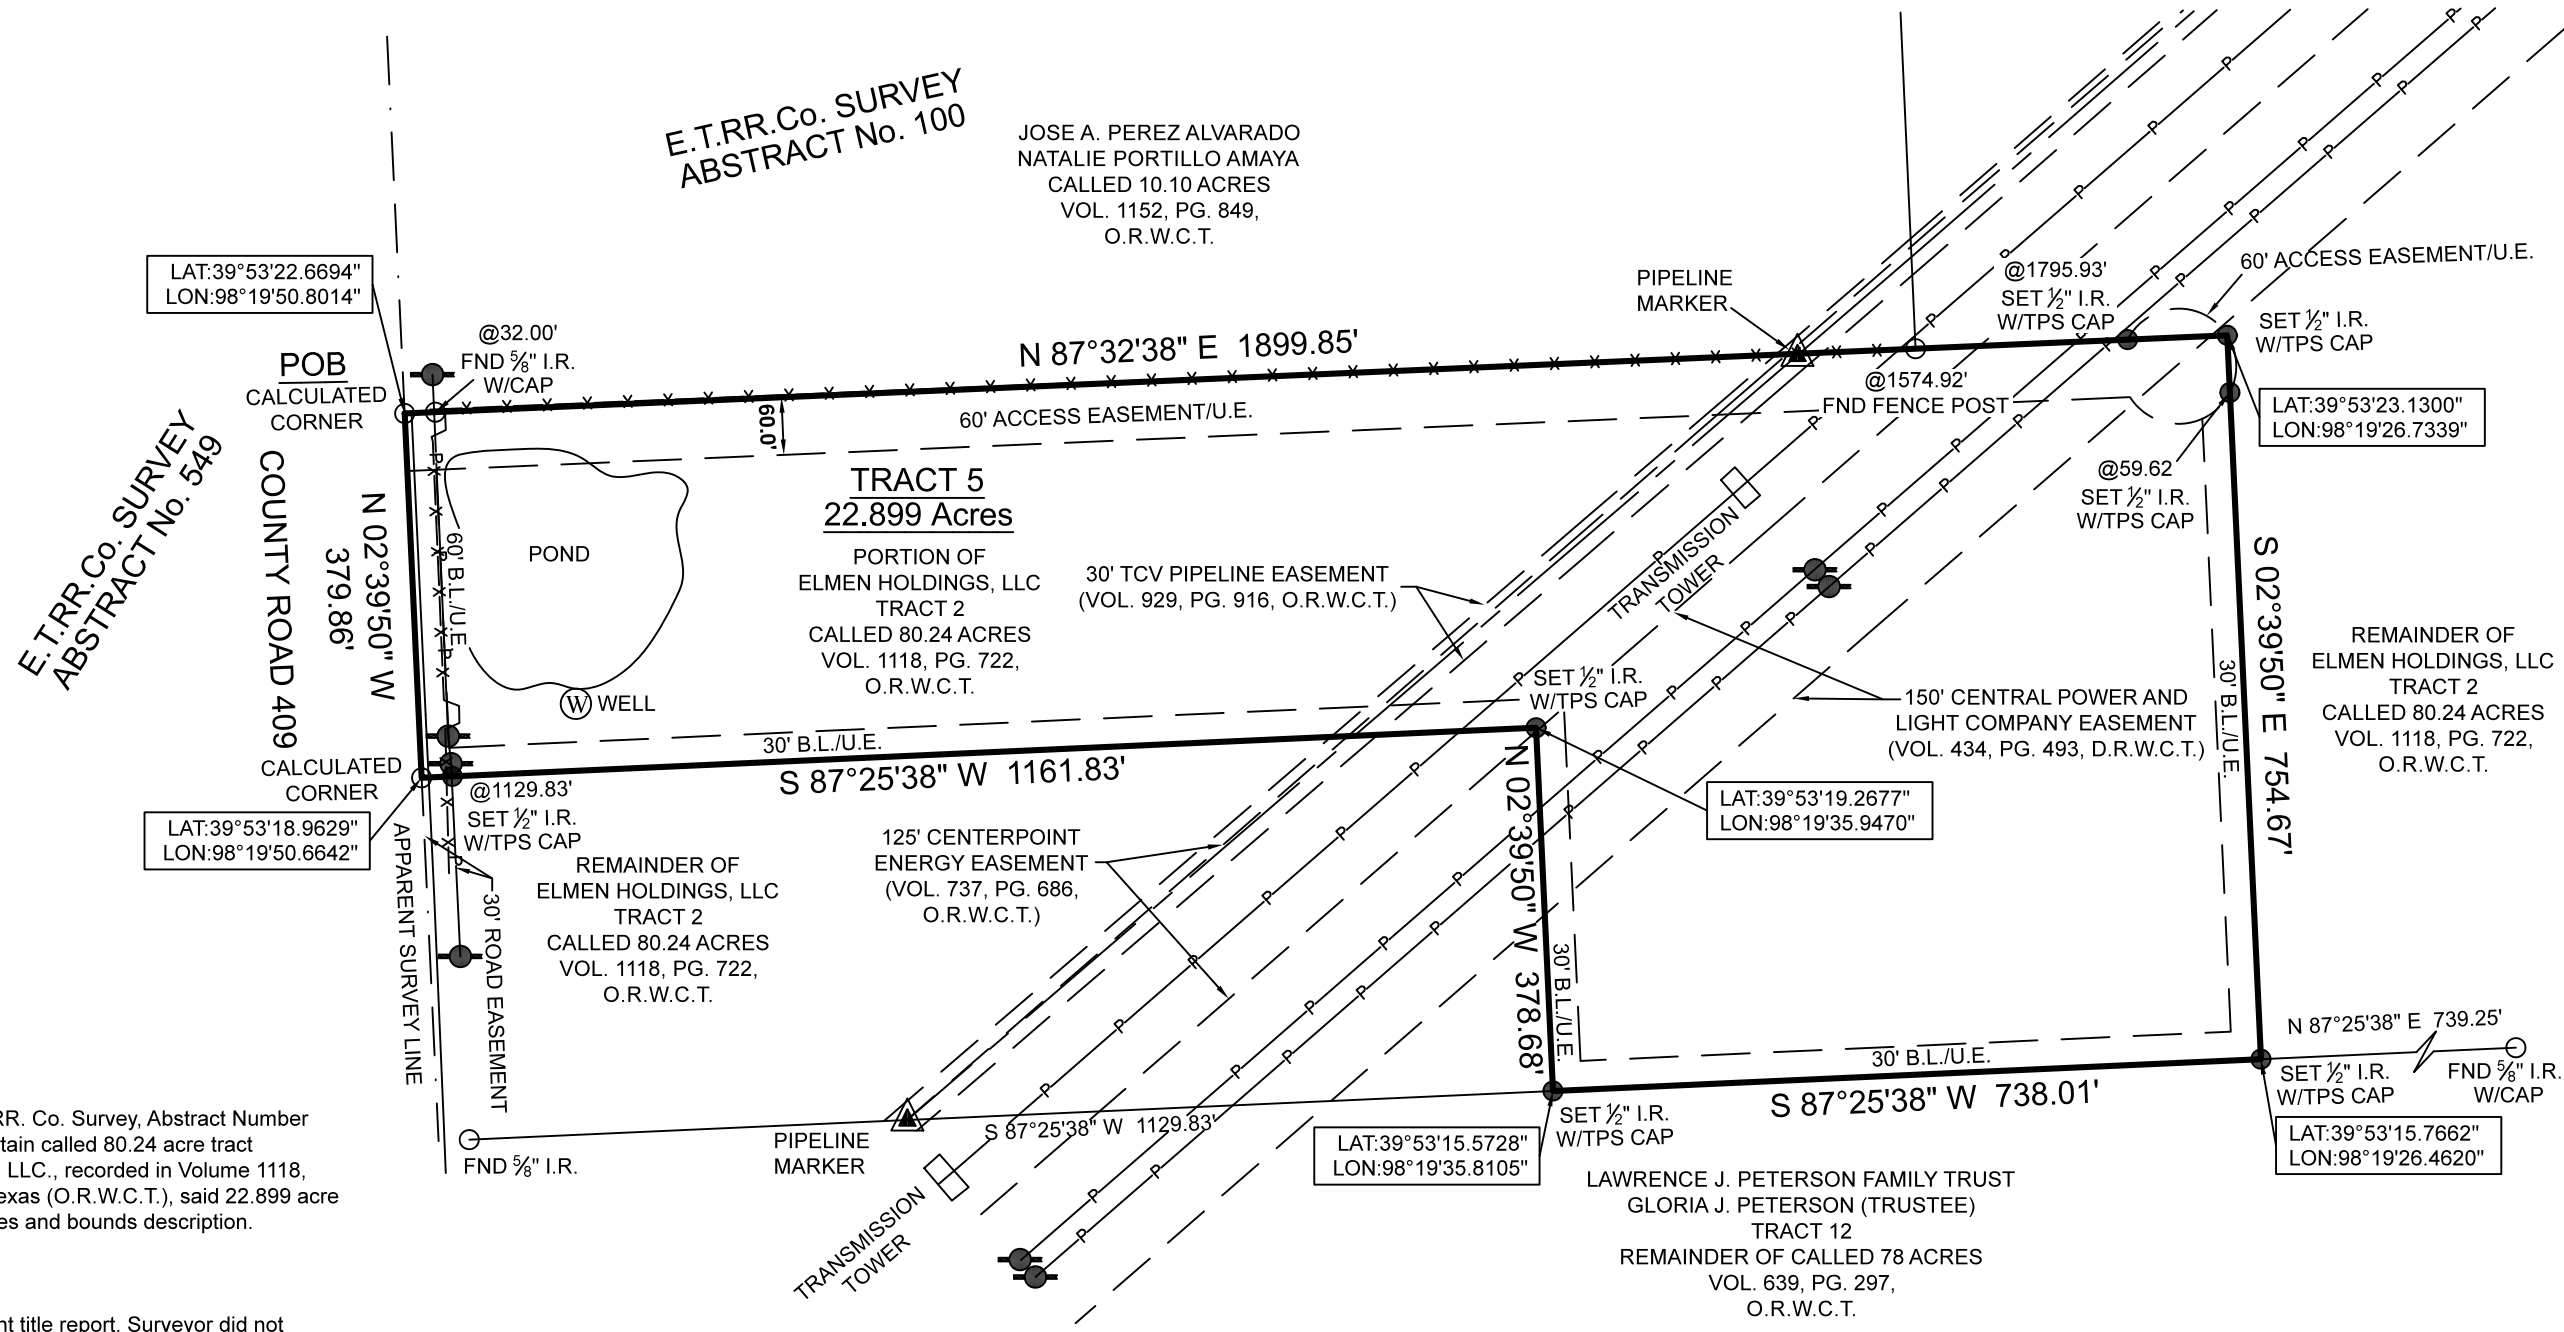 E.T.RR.Co. SURVEY
ABSTRACT No. 100
JOSE A. PEREZ ALVARADO
NATALIE PORTILLO AMAYA
CALLED 10.10 ACRES
VOL. 1152, PG. 849,
O.R.W.C.T.
LAT:39°53'22.6694"
LON:98°19'50.8014"
@32.00'
FND ⅝" I.R.
W/CAP
POB
CALCULATED
CORNER
N 87°32'38" E 1899.85'
PIPELINE
MARKER
@1795.93'
SET ½" I.R.
W/TPS CAP
60' ACCESS EASEMENT/U.E.
SET ½" I.R.
W/TPS CAP
@1574.92'
FND FENCE POST
LAT:39°53'23.1300"
LON:98°19'26.7339"
60.0'
60' ACCESS EASEMENT/U.E.
E.T.RR.Co. SURVEY
ABSTRACT No. 549
COUNTY ROAD 409
N 02°39'50" W
379.86'
60' B.L./U.E.
POND
TRACT 5
22.899 Acres
PORTION OF
ELMEN HOLDINGS, LLC
TRACT 2
CALLED 80.24 ACRES
VOL. 1118, PG. 722,
O.R.W.C.T.
W WELL
30' TCV PIPELINE EASEMENT
(VOL. 929, PG. 916, O.R.W.C.T.)
TRANSMISSION
TOWER
@59.62
SET ½" I.R.
W/TPS CAP
S 02°39'50" E 754.67'
30' B.L./U.E.
REMAINDER OF
ELMEN HOLDINGS, LLC
TRACT 2
CALLED 80.24 ACRES
VOL. 1118, PG. 722,
O.R.W.C.T.
150' CENTRAL POWER AND
LIGHT COMPANY EASEMENT
(VOL. 434, PG. 493, D.R.W.C.T.)
SET ½" I.R.
W/TPS CAP
30' B.L./U.E.
S 87°25'38" W 1161.83'
CALCULATED
CORNER
@1129.83'
SET ½" I.R.
W/TPS CAP
LAT:39°53'18.9629"
LON:98°19'50.6642"
APPARENT SURVEY LINE
30' ROAD EASEMENT
REMAINDER OF
ELMEN HOLDINGS, LLC
TRACT 2
CALLED 80.24 ACRES
VOL. 1118, PG. 722,
O.R.W.C.T.
125' CENTERPOINT
ENERGY EASEMENT
(VOL. 737, PG. 686,
O.R.W.C.T.)
LAT:39°53'19.2677"
LON:98°19'35.9470"
N 02°39'50" W 378.68'
30' B.L./U.E.
30' B.L./U.E.
S 87°25'38" W 738.01'
N 87°25'38" E 739.25'
SET ½" I.R.
W/TPS CAP
FND ⅝" I.R.
W/CAP
LAT:39°53'15.7662"
LON:98°19'26.4620"
SET ½" I.R.
W/TPS CAP
LAT:39°53'15.5728"
LON:98°19'35.8105"
S 87°25'38" W 1129.83'
PIPELINE
MARKER
FND ⅝" I.R.
TRANSMISSION
TOWER
LAWRENCE J. PETERSON FAMILY TRUST
GLORIA J. PETERSON (TRUSTEE)
TRACT 12
REMAINDER OF CALLED 78 ACRES
VOL. 639, PG. 297,
O.R.W.C.T.
RR. Co. Survey, Abstract Number
tain called 80.24 acre tract
LLC., recorded in Volume 1118,
exas (O.R.W.C.T.), said 22.899 acre
es and bounds description.
nt title report. Surveyor did not